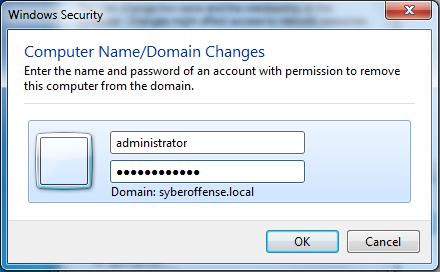 Windows Security
Computer Name/Domain Changes
Enter the name and password of an account with permission to remove
this computer from the domain.
administrator
●●●●●●●●●●●●
Domain: syberoffense.local
OK
Cancel